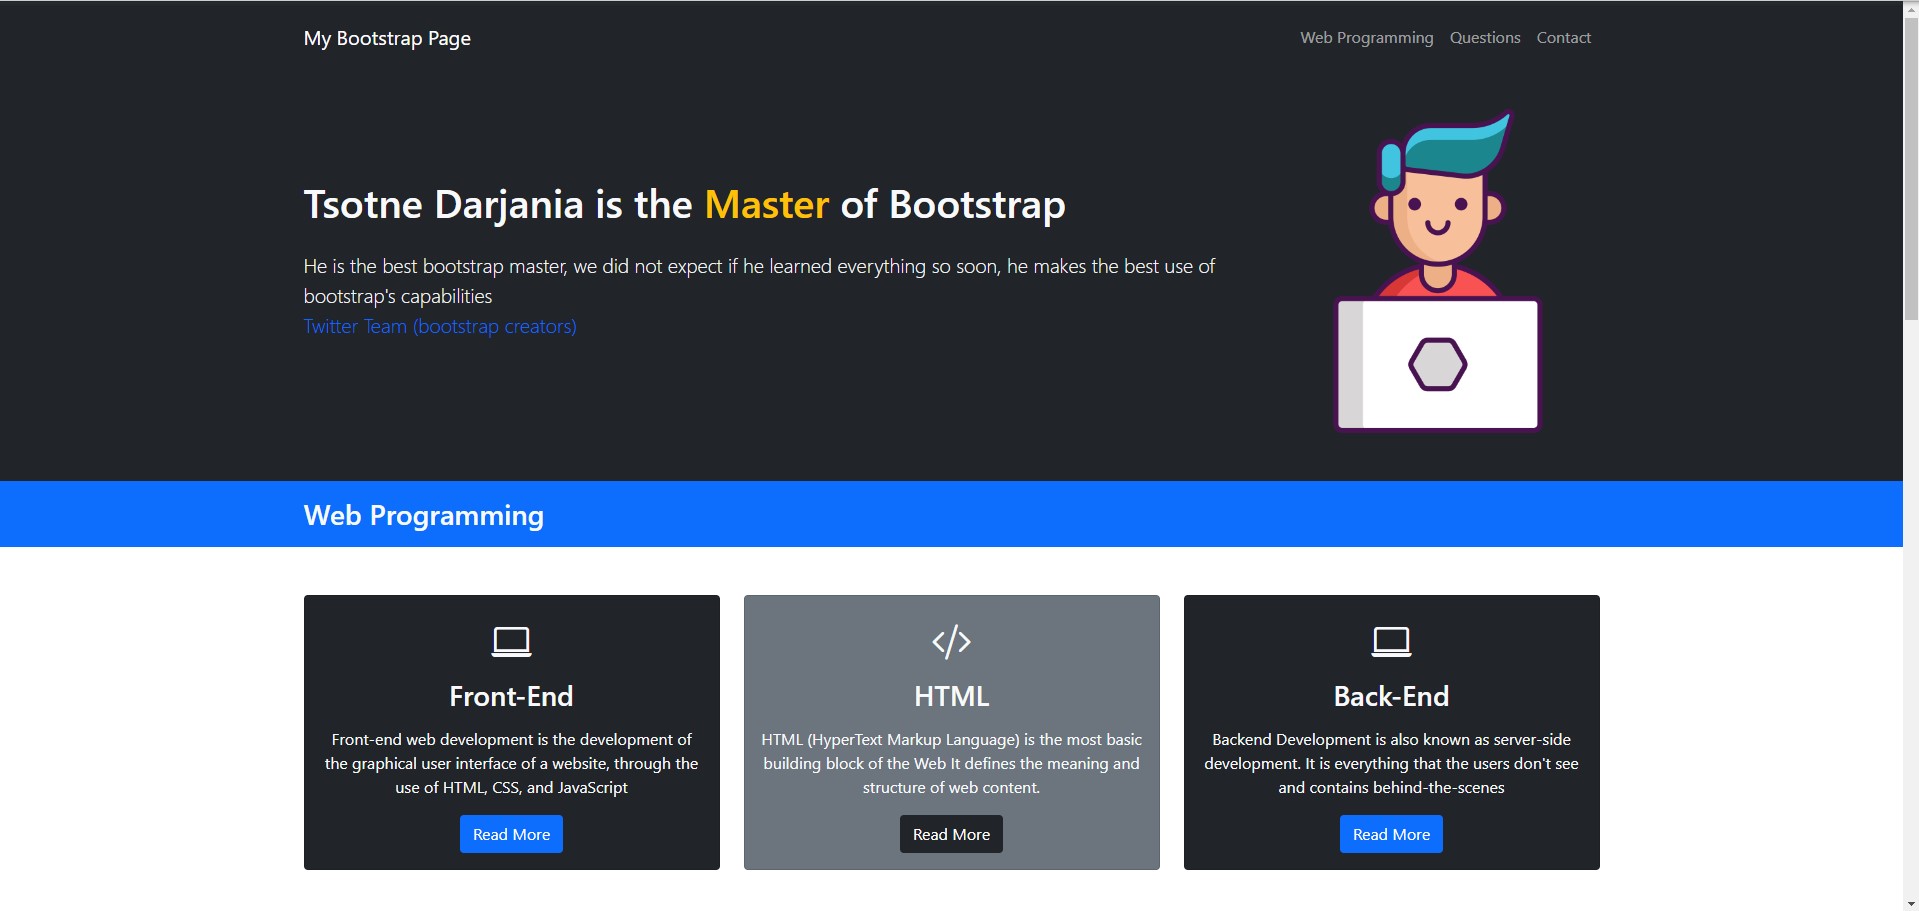 My Bootstrap Page
Web Programming Questions Contact
Tsotne Darjania is the Master of Bootstrap
He is the best bootstrap master, we did not expect if he learned everything so soon, he makes the best use of
bootstrap's capabilities
Twitter Team (bootstrap creators)
Web Programming
Front-End
Front-end web development is the development of
the graphical user interface of a website, through the
use of HTML, CSS, and JavaScript
Read More
HTML
HTML (HyperText Markup Language) is the most basic
building block of the Web It defines the meaning and
structure of web content.
Read More
Back-End
Backend Development is also known as server-side
development. It is everything that the users don't see
and contains behind-the-scenes
Read More